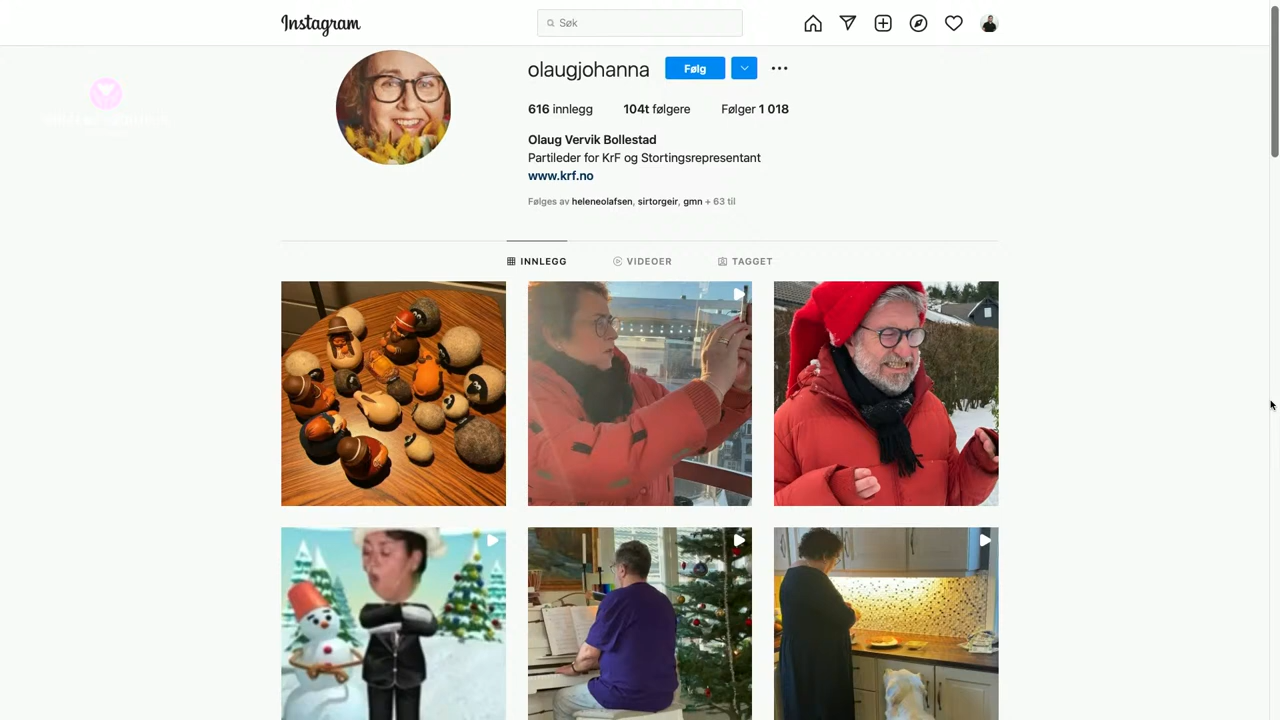 Instagram
Søk
olaugjohanna
Følg
616 innlegg 104t følgere Følger 1 018
Olaug Vervik Bollestad
Partileder for KrF og Stortingsrepresentant
www.krf.no
Følges av heleneolafsen, sirtorgeir, gmn + 63 til
INNLEGG VIDEOER TAGGET